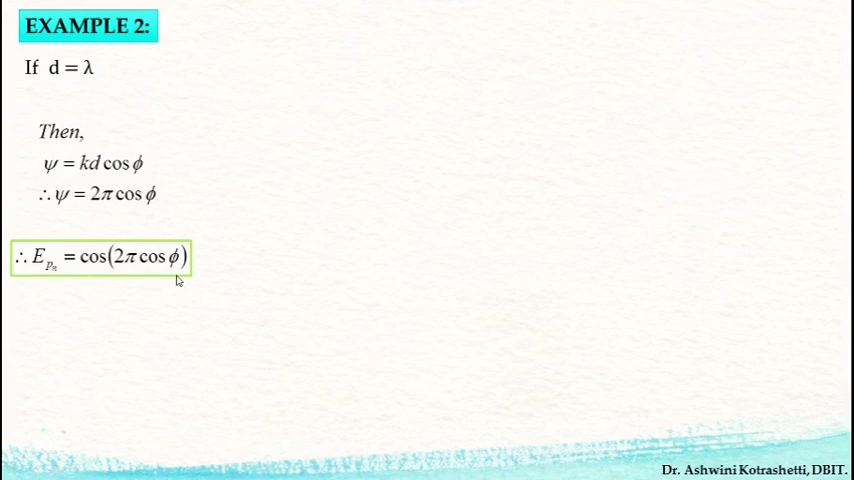 EXAMPLE 2:
If d = λ
Then,
ψ = kd cos ϕ
∴ ψ = 2π cos ϕ
∴ E_{p_n} = cos(2π cos ϕ)
Dr. Ashwini Kotrashetti, DBIT.